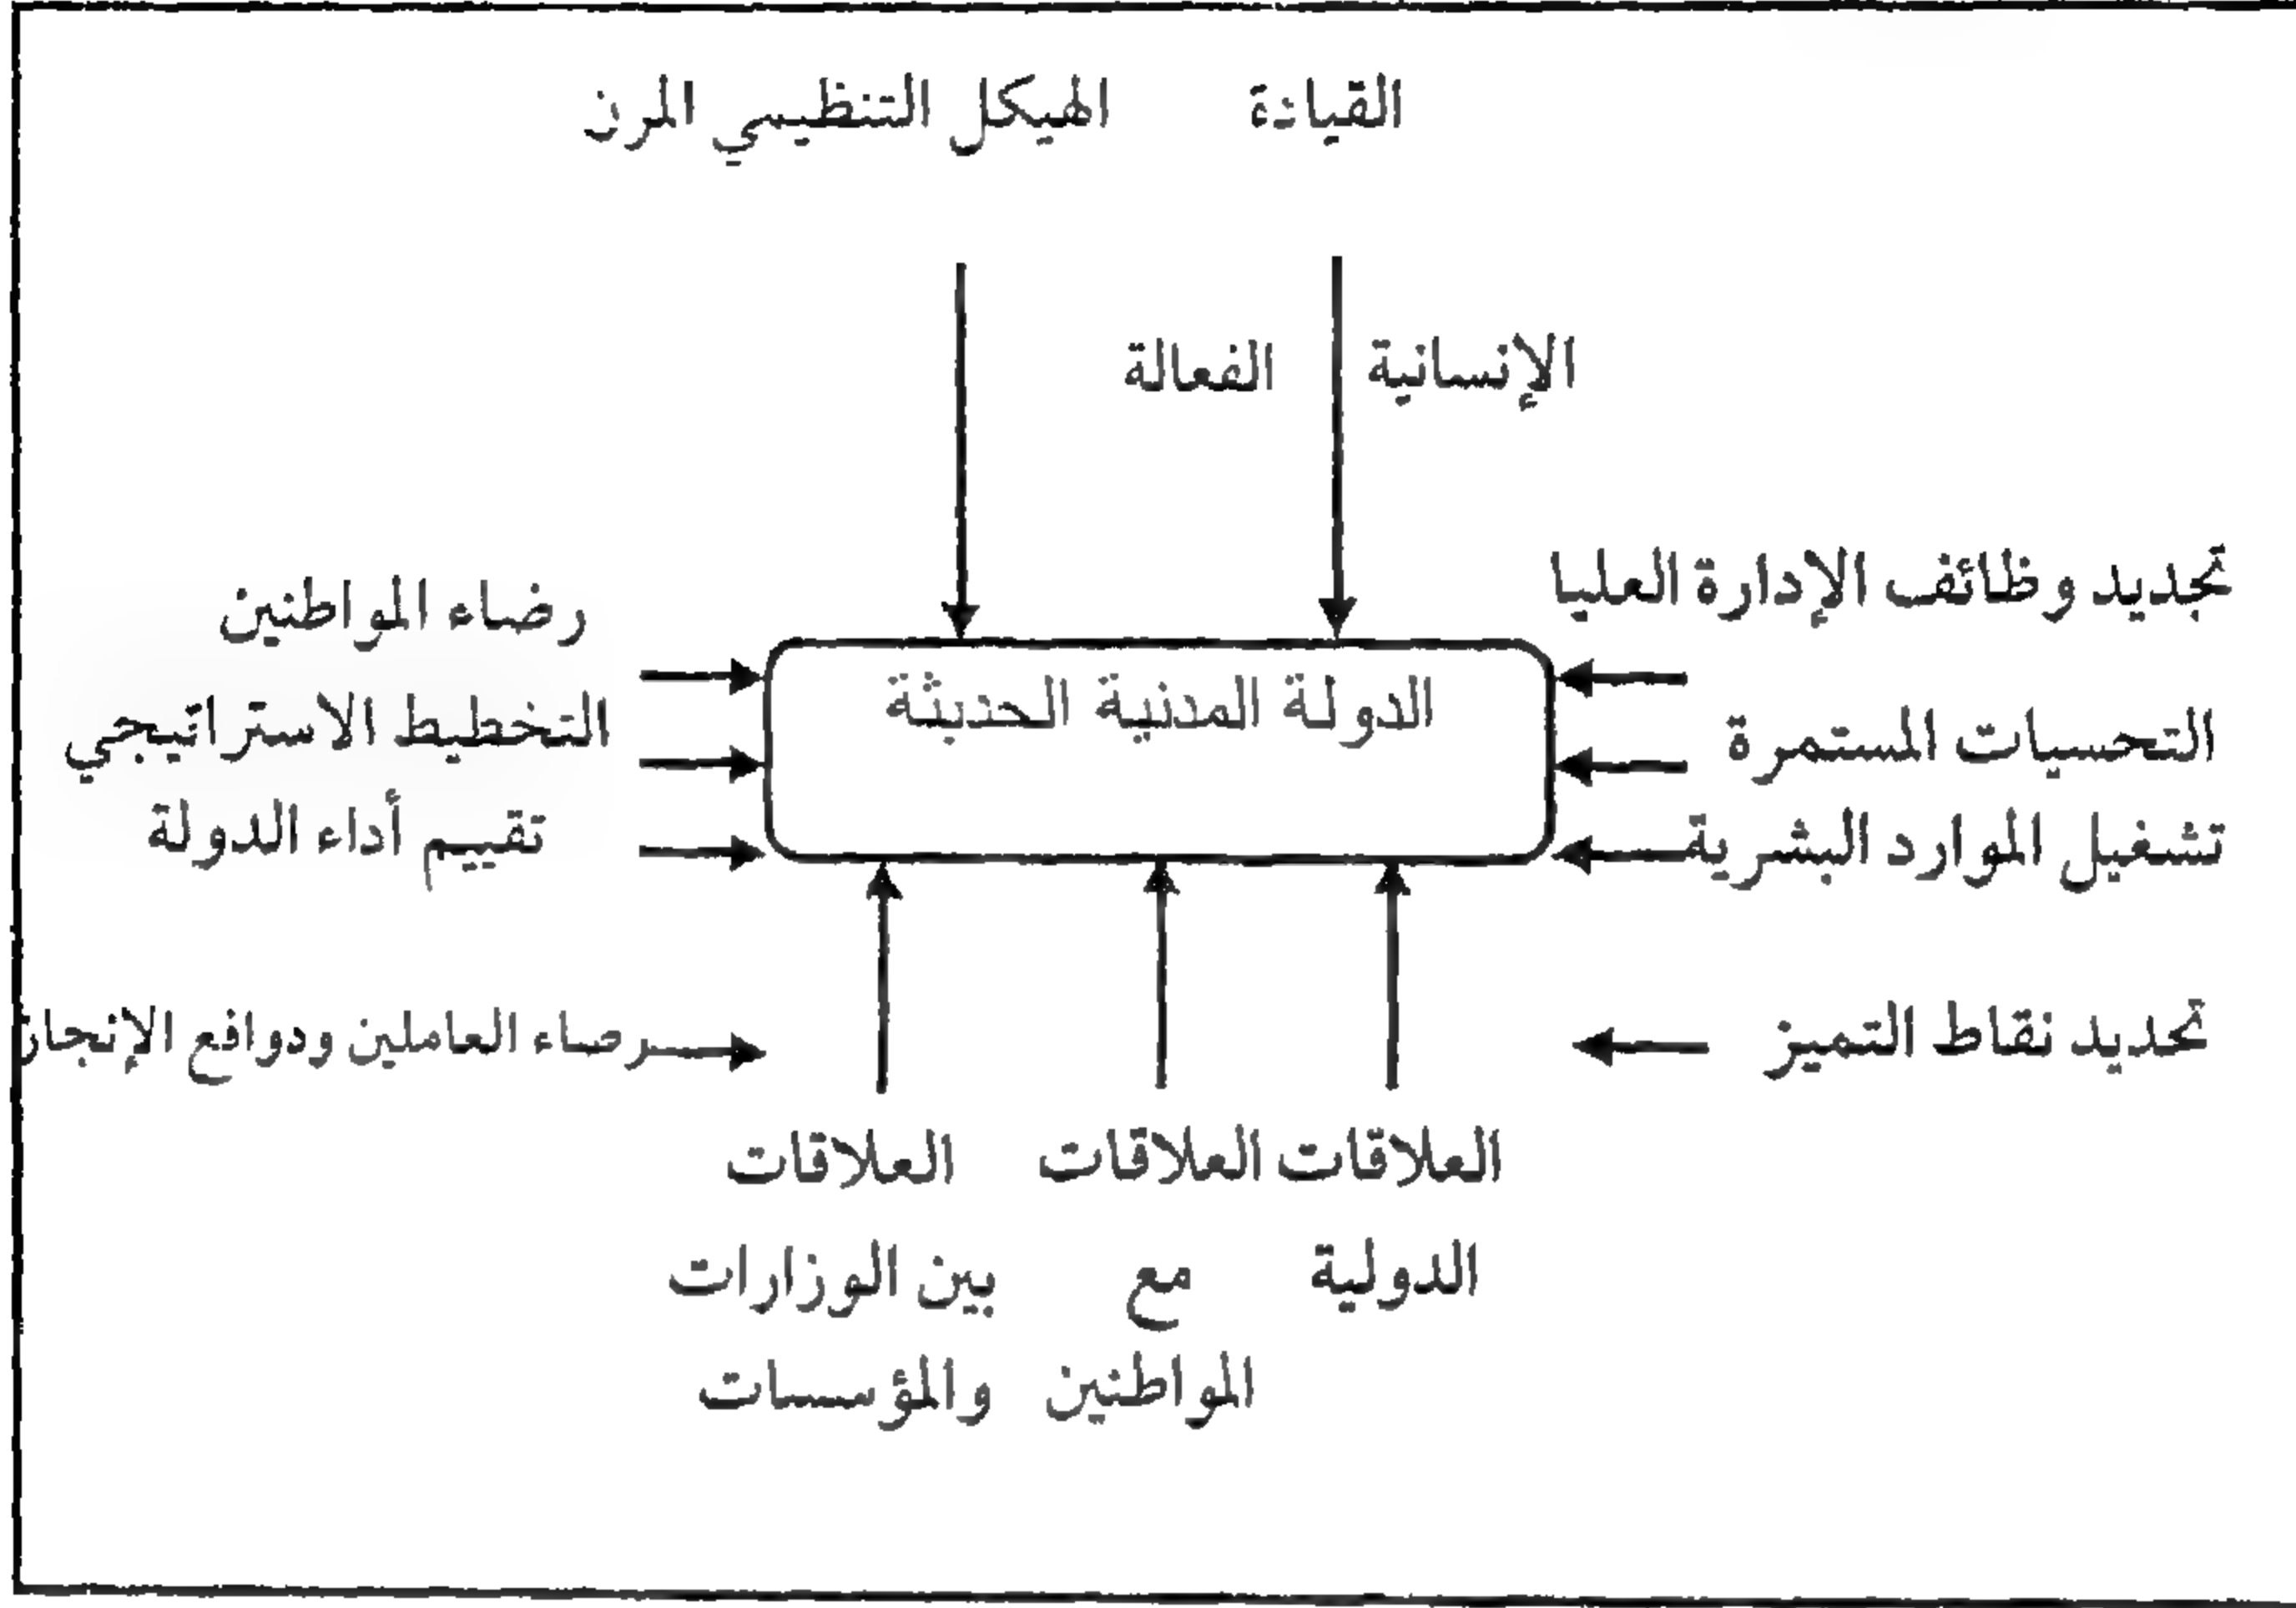 القيادة الهيكل التنظيمي المرن
الإنسانية الفعالة
تجديد وظائف الإدارة العليا
رضاء المواطنين
الدولة المدنية الحديثة
التحسيات المستمرة
التخطيط الاستراتيجي
تشغيل الموارد البشرية
تقييم أداء الدولة
تحديد نقاط التميز
رضاء العاملين ودوافع الإنجاز
العلاقات العلاقات العلاقات
الدولية مع بين الوزارات
المواطنين والمؤسسات